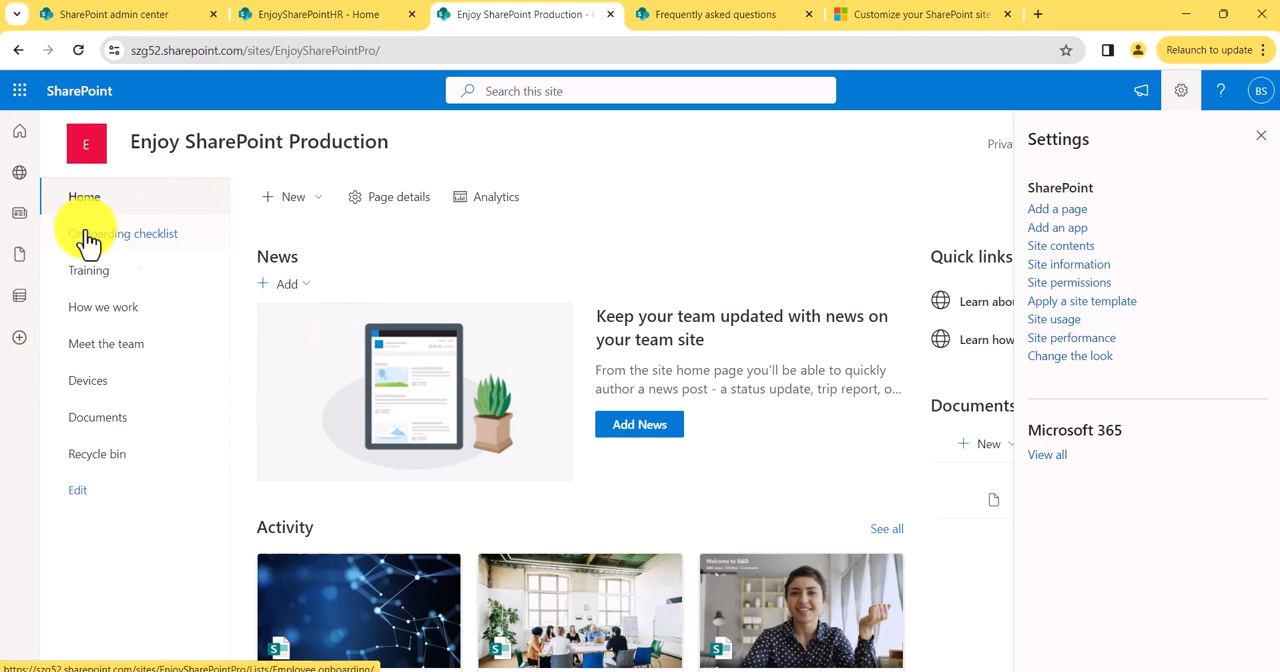 SharePoint admin center
EnjoySharePointHR - Home
Enjoy SharePoint Production -
Frequently asked questions
Customize your SharePoint site
szg52.sharepoint.com/sites/EnjoySharePointPro/
Relaunch to update
SharePoint
Search this site
BS
E
Enjoy SharePoint Production
Home
Onboarding checklist
Training
How we work
Meet the team
Devices
Documents
Recycle bin
Edit
New
Page details
Analytics
News
Add
Keep your team updated with news on
your team site
From the site home page you'll be able to quickly
author a news post - a status update, trip report, o...
Add News
Activity
See all
Welcome to R&D
Quick links
Learn abou
Learn how
Documents
New
Settings
SharePoint
Add a page
Add an app
Site contents
Site information
Site permissions
Apply a site template
Site usage
Site performance
Change the look
Microsoft 365
View all
https://szg52.sharepoint.com/sites/EnjoySharePointPro/Lists/Employee onboarding/